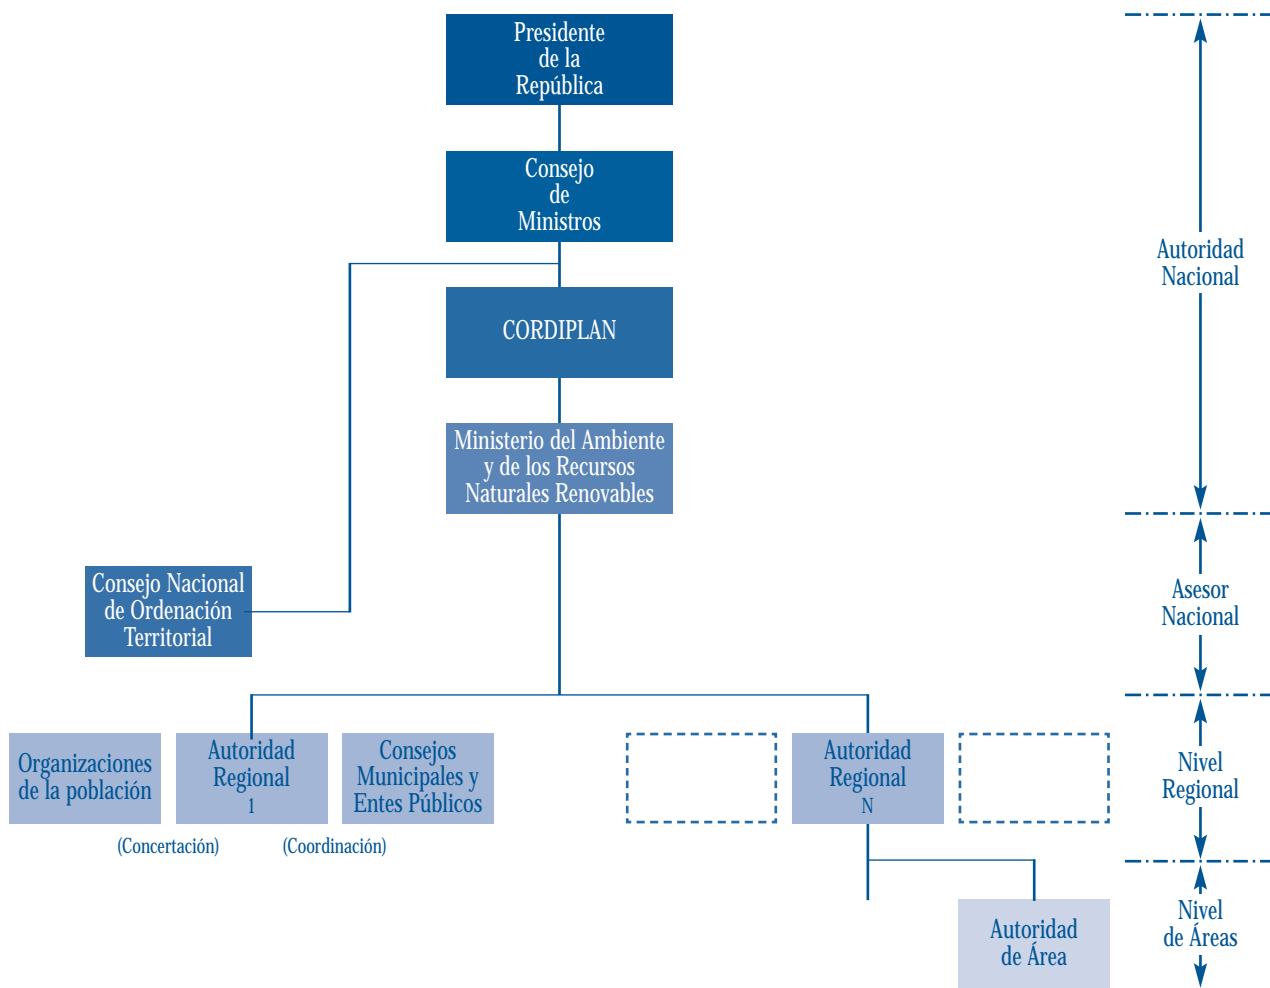 Presidente
de la
República
Consejo
de
Ministros
CORDIPLAN
Ministerio del Ambiente
y de los Recursos
Naturales Renovables
Autoridad
Nacional
Consejo Nacional
de Ordenación
Territorial
Asesor
Nacional
Organizaciones
de la población
Autoridad
Regional
1
Consejos
Municipales y
Entes Públicos
(Concertación)
(Coordinación)
Autoridad
Regional
N
Nivel
Regional
Autoridad
de Área
Nivel
de Áreas